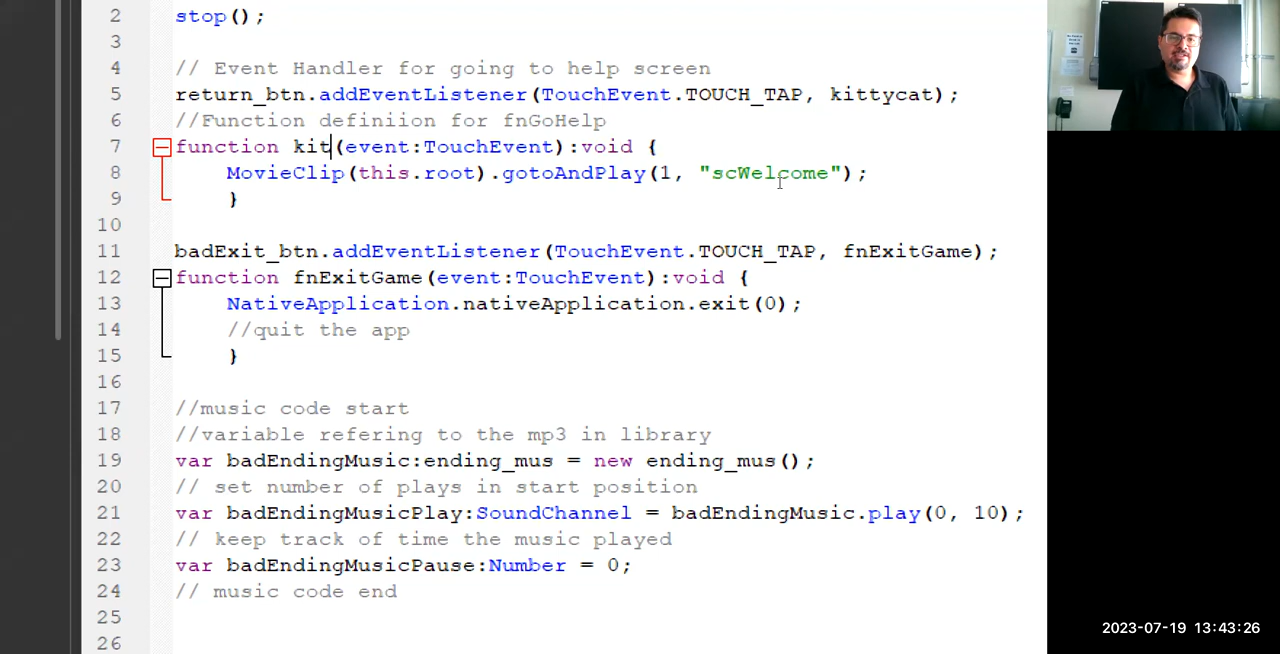 2 stop();
3
4 // Event Handler for going to help screen
5 return_btn.addEventListener(TouchEvent.TOUCH_TAP, kittycat);
6 //Function definiion for fnGoHelp
7 function kit(event:TouchEvent):void {
8 MovieClip(this.root).gotoAndPlay(1, "scWelcome");
9 }
10
11 badExit_btn.addEventListener(TouchEvent.TOUCH_TAP, fnExitGame);
12 function fnExitGame(event:TouchEvent):void {
13 NativeApplication.nativeApplication.exit(0);
14 //quit the app
15 }
16
17 //music code start
18 //variable refering to the mp3 in library
19 var badEndingMusic:ending_mus = new ending_mus();
20 // set number of plays in start position
21 var badEndingMusicPlay:SoundChannel = badEndingMusic.play(0, 10);
22 // keep track of time the music played
23 var badEndingMusicPause:Number = 0;
24 // music code end
25
26
2023-07-19 13:43:26